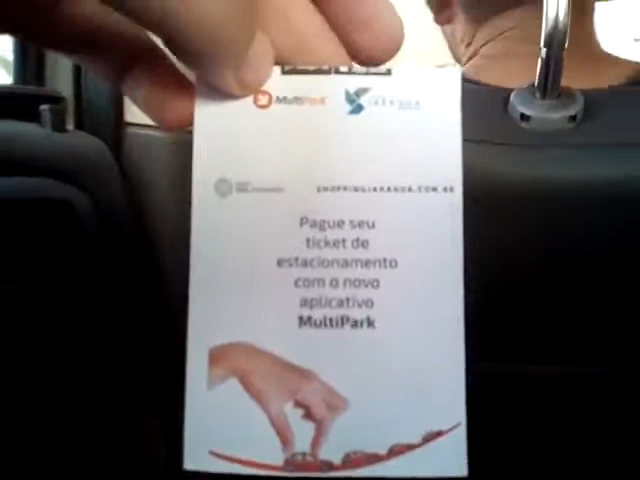 MultiPark
SHOPPINGJARAGUA.COM.BR
Pague seu
ticket de
estacionamento
com o novo
aplicativo
MultiPark